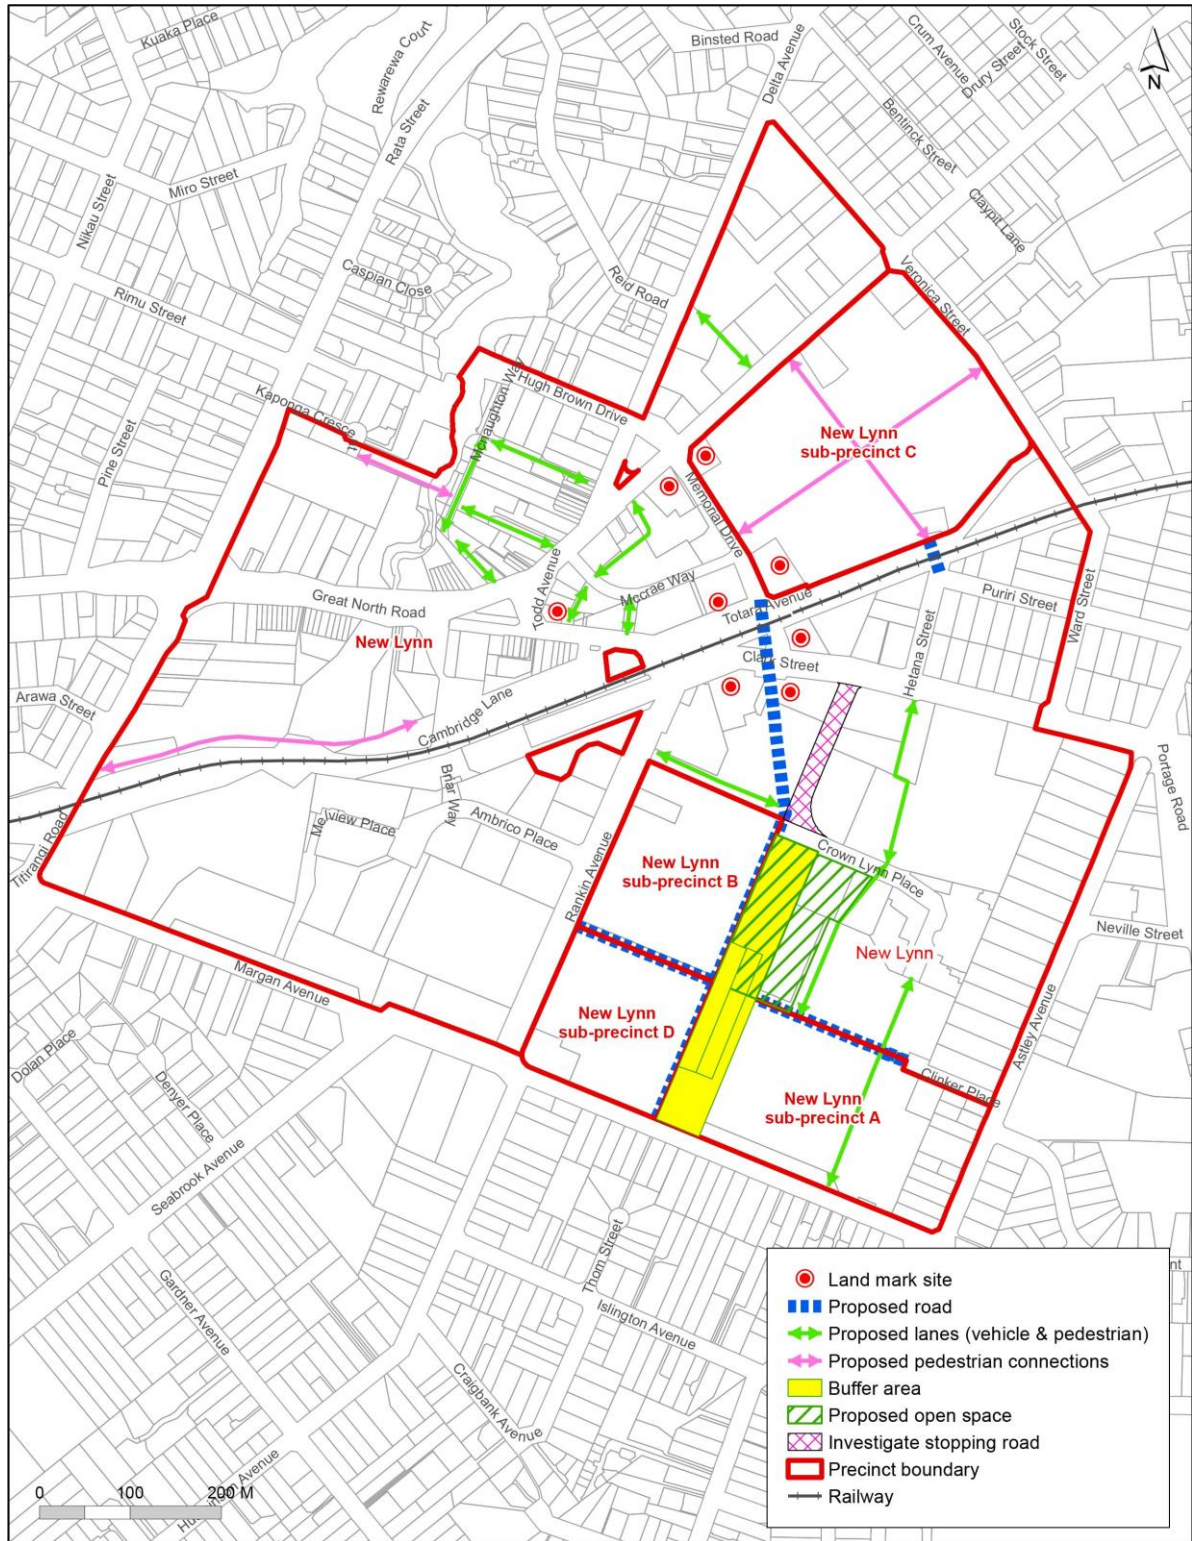 Kuaka Place
Rewarewa Court
Binsted Road
Crum Avenue
Stock Street
Drury Street
Delta Avenue
N
Rata Street
Bentinck Street
Miro Street
Nikau Street
Claypit Lane
Caspian Close
Reid Road
Veronica Street
Rimu Street
Mcnaughton Way
Hugh Brown Drive
Kaponga Crescent
Pine Street
New Lynn
sub-precinct C
Memorial Drive
Great North Road
Todd Avenue
Mccrae Way
Totara Avenue
Puriri Street
Ward Street
New Lynn
Clark Street
Hetana Street
Arawa Street
Cambridge Lane
Portage Road
Briar Way
Titirangi Road
Ambrico Place
Crown Lynn Place
New Lynn
sub-precinct B
Rankin Avenue
Neville Street
New Lynn
Margan Avenue
New Lynn
sub-precinct D
Astley Avenue
Dolan Place
Denyer Place
Clinker Place
New Lynn
sub-precinct A
Seabrook Avenue
Thom Street
Gardner Avenue
Islington Avenue
Craigbank Avenue
Land mark site
Proposed road
Proposed lanes (vehicle & pedestrian)
Proposed pedestrian connections
Buffer area
Proposed open space
Investigate stopping road
Precinct boundary
Railway
0 100 200 M